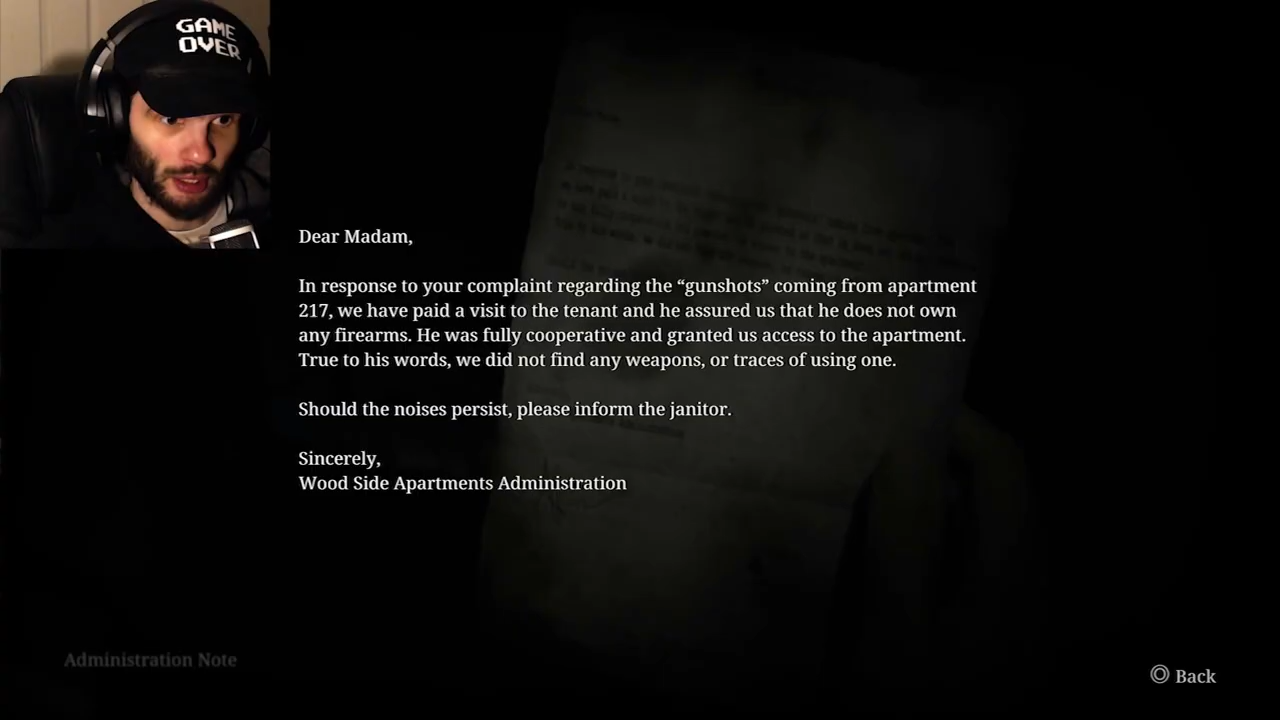 GAME
OVER
Dear Madam,
In response to your complaint regarding the “gunshots” coming from apartment
217, we have paid a visit to the tenant and he assured us that he does not own
any firearms. He was fully cooperative and granted us access to the apartment.
True to his words, we did not find any weapons, or traces of using one.
Should the noises persist, please inform the janitor.
Sincerely,
Wood Side Apartments Administration
Administration Note
Back